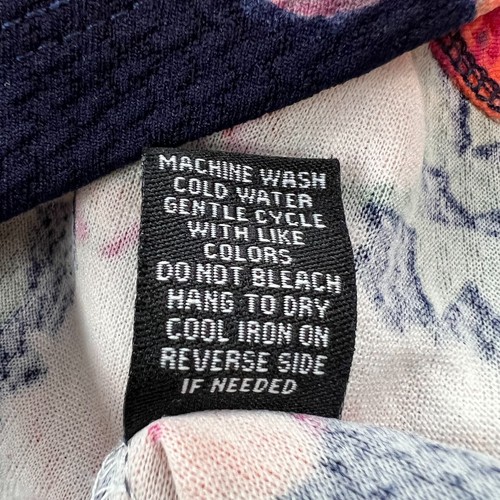 MACHINE WASH
COLD WATER
GENTLE CYCLE
WITH LIKE
COLORS
DO NOT BLEACH
HANG TO DRY
COOL IRON ON
REVERSE SIDE
IF NEEDED